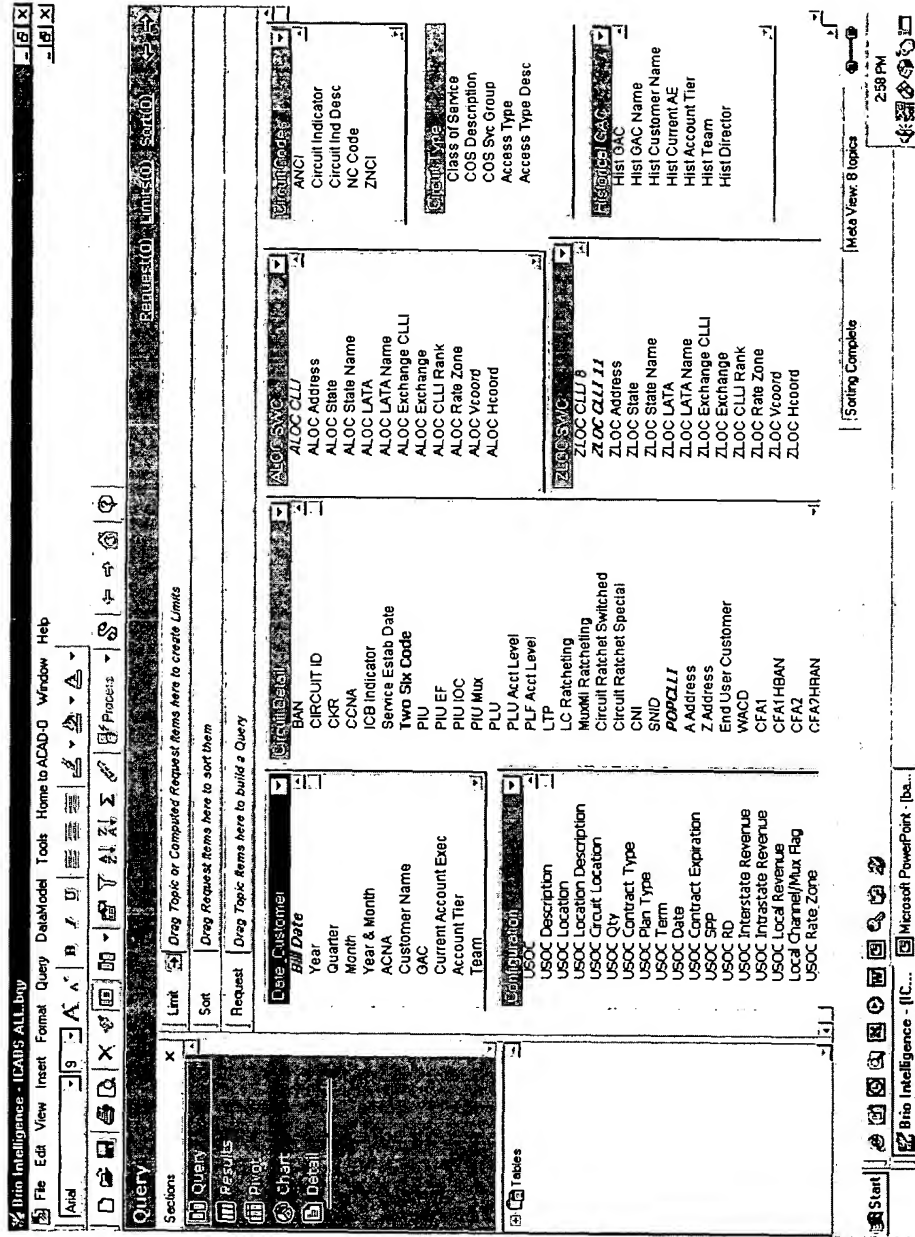 Brio Intelligence - ICABS ALL.bqy
File Edit View Insert Format Query DataModel Tools Home to ACAD-D Window Help
Arial 9
Process
Query Request(0) Limits(0) Sort(0)
Sections
Query
Results
Pivot
Chart
Detail
Tables
Limit Drag Topic or Computed Request Items here to create Limits
Sort Drag Request Items here to sort them
Request Drag Topic Items here to build a Query
Date_Customer
Bill Date
Year
Quarter
Month
Year & Month
ACNA
Customer Name
GAC
Current Account Exec
Account Tier
Team
Configuration
USOC
USOC Description
USOC Location
USOC Location Description
USOC Circuit Location
USOC Qty
USOC Contract Type
USOC Plan Type
USOC Term
USOC Date
USOC Contract Expiration
USOC SPP
USOC RD
USOC Interstate Revenue
USOC Intrastate Revenue
USOC Local Revenue
Local Channel/Mux Flag
USOC Rate Zone
Circuit Detail
BAN
CIRCUIT ID
CKR
CCNA
ICB Indicator
Service Estab Date
Two Six Code
PIU
PIU EF
PIU IOC
PIU Mux
PLU
PLU Acct Level
PLF Acct Level
LTP
LC Ratcheting
MudMI Ratcheting
Circuit Ratchet Switched
Circuit Ratchet Special
CNI
SNID
POPCLLI
A Address
Z Address
End User Customer
WACD
CFA1
CFA1HBAN
CFA2
CFA2HBAN
ALOC SWC
ALOC CLLI
ALOC Address
ALOC State
ALOC State Name
ALOC LATA
ALOC LATA Name
ALOC Exchange CLLI
ALOC Exchange
ALOC CLLI Rank
ALOC Rate Zone
ALOC Vcoord
ALOC Hcoord
ZLOC SWC
ZLOC CLLI 8
ZLOC CLLI 11
ZLOC Address
ZLOC State
ZLOC State Name
ZLOC LATA
ZLOC LATA Name
ZLOC Exchange CLLI
ZLOC Exchange
ZLOC CLLI Rank
ZLOC Rate Zone
ZLOC Vcoord
ZLOC Hcoord
Circuit Codes
ANCI
Circuit Indicator
Circuit Ind Desc
NC Code
ZNCI
Circuit Type
Class of Service
COS Description
COS Svc Group
Access Type
Access Type Desc
Historical GAC
Hist GAC
Hist GAC Name
Hist Customer Name
Hist Current AE
Hist Account Tier
Hist Team
Hist Director
Sorting Complete Meta View: 8 topics
Start Brio Intelligence - [IC... Microsoft PowerPoint - [ba... 2:58 PM